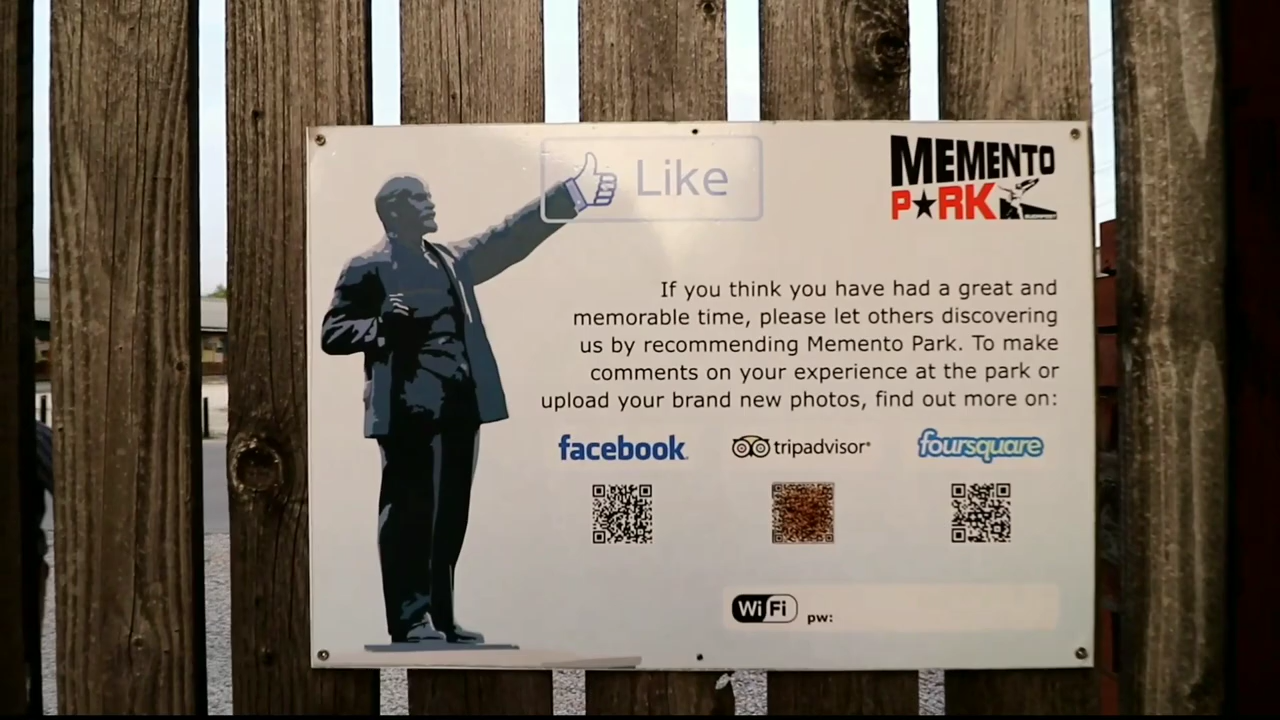 Like
MEMENTO
PARK
BUDAPEST
If you think you have had a great and
memorable time, please let others discovering
us by recommending Memento Park. To make
comments on your experience at the park or
upload your brand new photos, find out more on:
facebook
tripadvisor®
foursquare
WiFi pw: